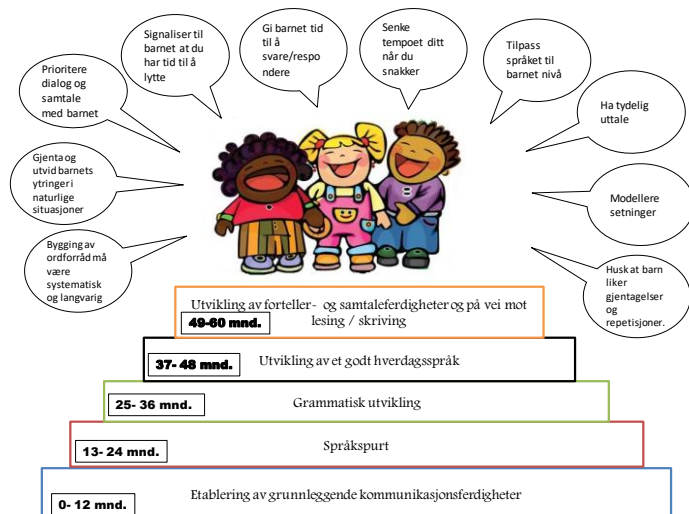 Signaliser til
barnet at du
har tid til å
lytte
Gi barnet tid
til å
svare/respo
ndere
Senke
tempoet ditt
når du
snakker
Tilpass
språket til
barnet nivå
Prioritere
dialog og
samtale
med barnet
Ha tydelig
uttale
Gjenta og
utvid barnets
ytringer i
naturlige
situasjoner
Modellere
setninger
Bygging av
ordforråd må
være
systematisk
og langvarig
Husk at barn
liker
gjentagelser
og
repetisjoner.
Utvikling av forteller- og samtaleferdigheter og på vei mot
lesing / skriving
49-60 mnd.
Utvikling av et godt hverdagsspråk
37- 48 mnd.
Grammatisk utvikling
25- 36 mnd.
Språkspurt
13- 24 mnd.
Etablering av grunnleggende kommunikasjonsferdigheter
0- 12 mnd.